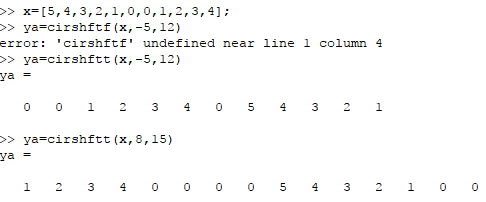 >> x=[5,4,3,2,1,0,0,1,2,3,4];
>> ya=cirshftf(x,-5,12)
error: 'cirshftf' undefined near line 1 column 4
>> ya=cirshftt(x,-5,12)
ya =
0 0 1 2 3 4 0 5 4 3 2 1
>> ya=cirshftt(x,8,15)
ya =
1 2 3 4 0 0 0 0 5 4 3 2 1 0 0